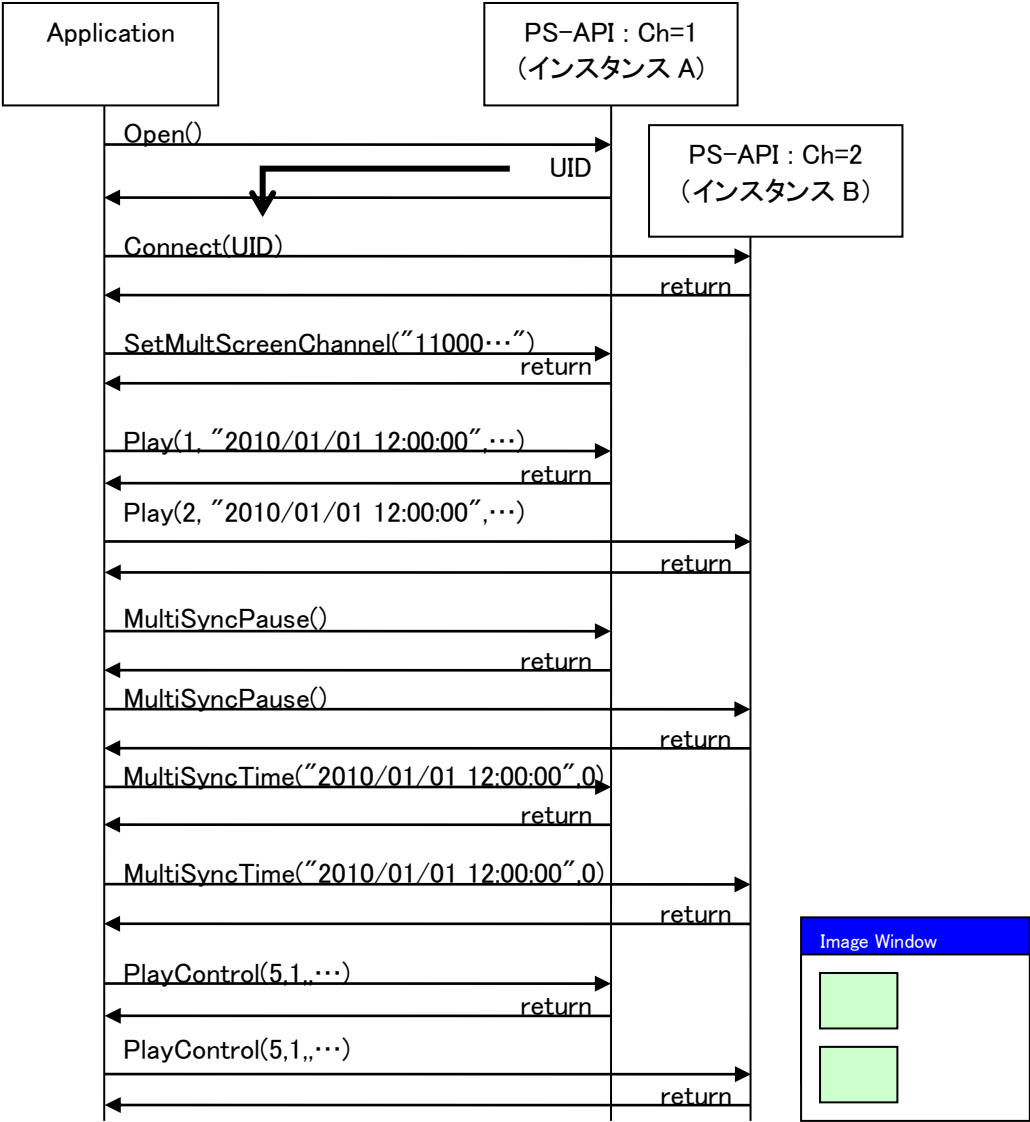 Application
PS-API : Ch=1
(インスタンス A)
Open()
UID
PS-API : Ch=2
(インスタンス B)
Connect(UID)
return
SetMultScreenChannel("11000…")
return
Play(1, "2010/01/01 12:00:00",…)
return
Play(2, "2010/01/01 12:00:00",…)
return
MultiSyncPause()
return
MultiSyncPause()
return
MultiSyncTime("2010/01/01 12:00:00",0)
return
MultiSyncTime("2010/01/01 12:00:00",0)
return
Image Window
PlayControl(5,1,,…)
return
PlayControl(5,1,,…)
return